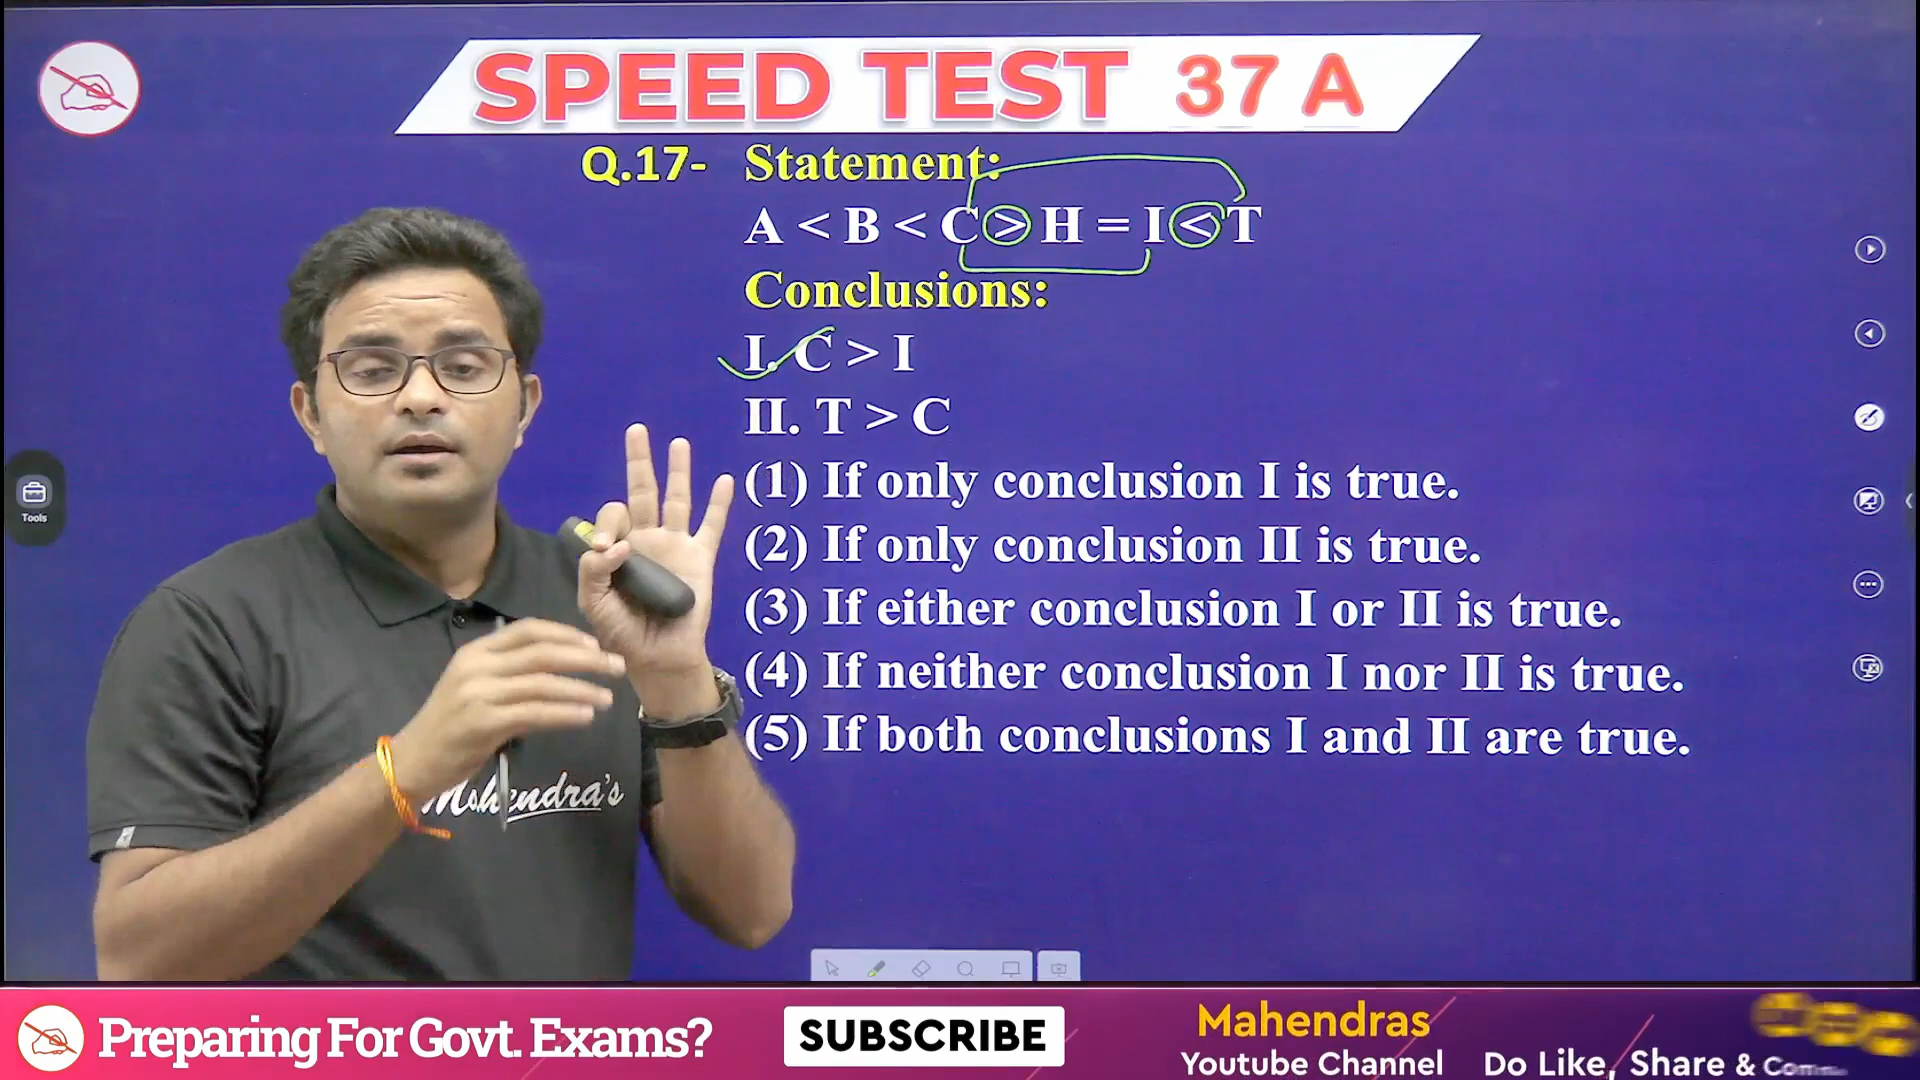 SPEED TEST 37 A
Q.17- Statement:
A < B < C > H = I < T
Conclusions:
I. C > I
II. T > C
(1) If only conclusion I is true.
(2) If only conclusion II is true.
(3) If either conclusion I or II is true.
(4) If neither conclusion I nor II is true.
(5) If both conclusions I and II are true.
Tools
Mahendra's
Preparing For Govt. Exams?
SUBSCRIBE
Mahendras
Youtube Channel
Do Like, Share &